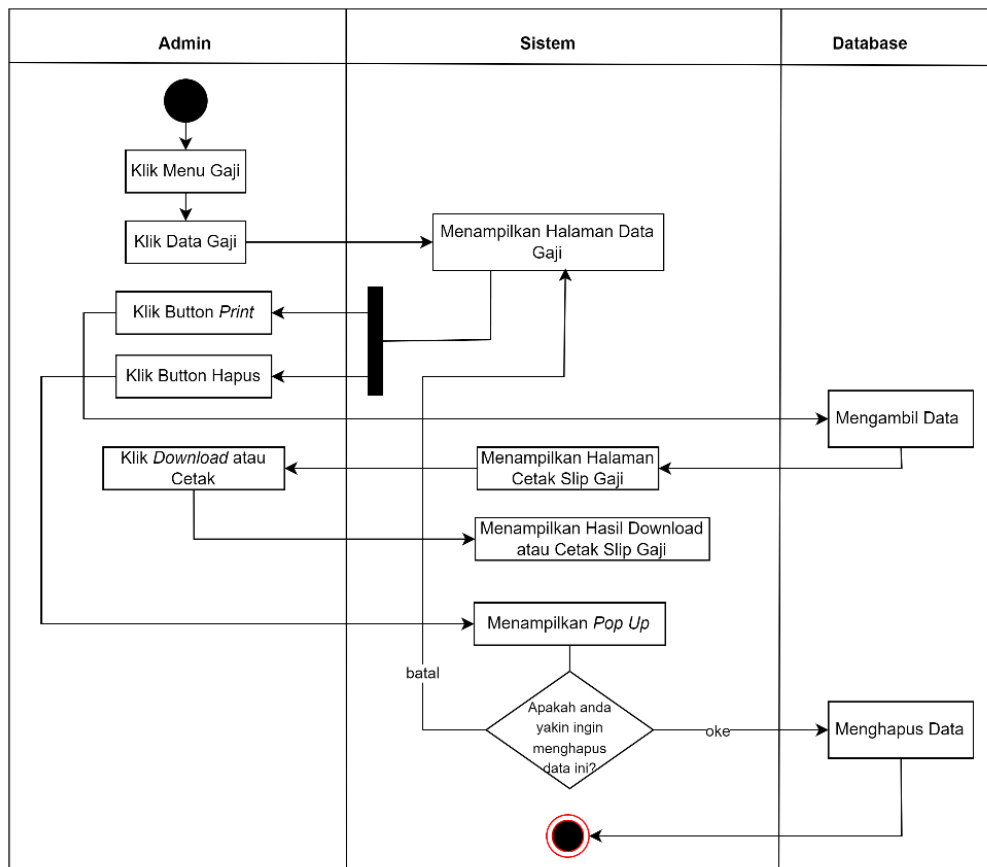 Admin
Sistem
Database
Klik Menu Gaji
Klik Data Gaji
Menampilkan Halaman Data
Gaji
Klik Button Print
Klik Button Hapus
Mengambil Data
Klik Download atau
Cetak
Menampilkan Halaman
Cetak Slip Gaji
Menampilkan Hasil Download
atau Cetak Slip Gaji
Menampilkan Pop Up
batal
Apakah anda
yakin ingin
menghapus
data ini?
oke
Menghapus Data